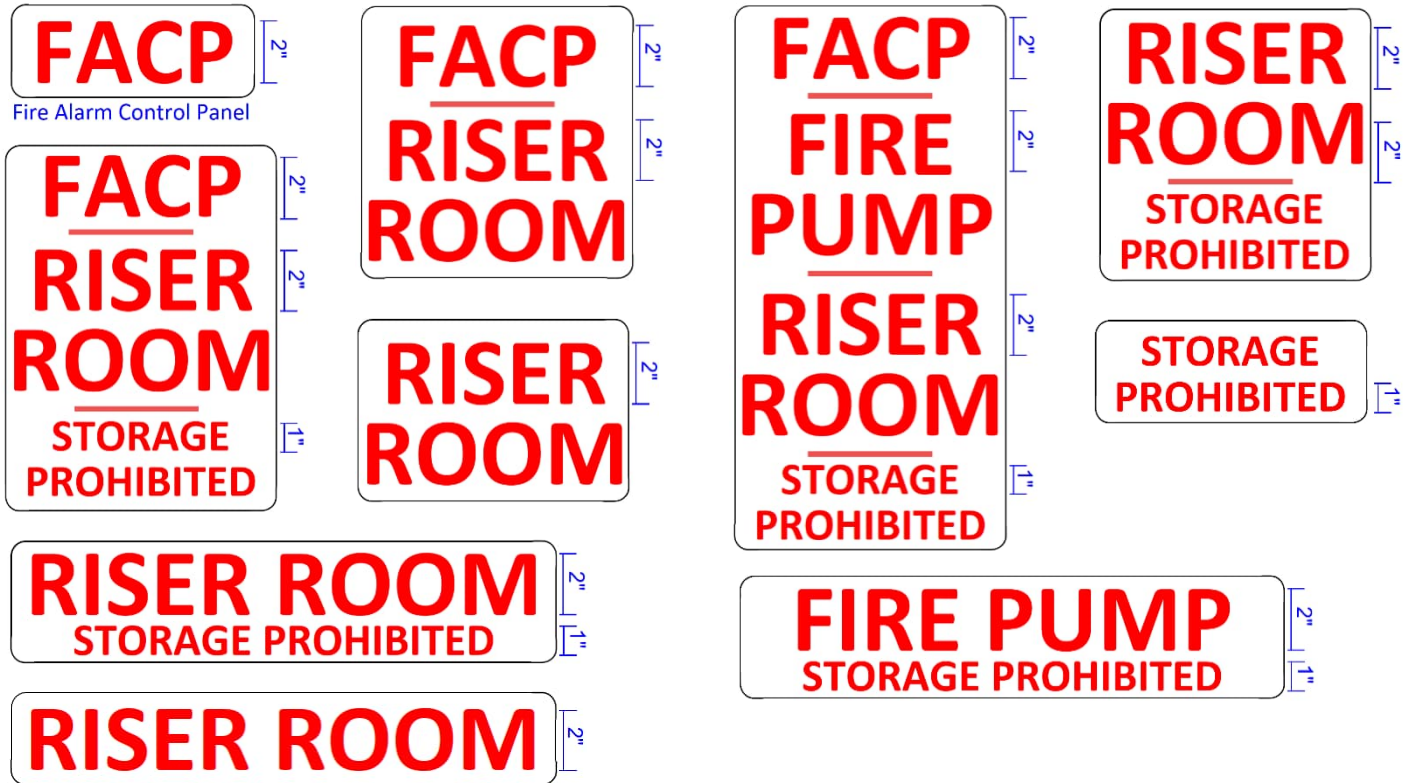 FACP
2"
Fire Alarm Control Panel
FACP
2"
RISER
2"
ROOM
STORAGE
1"
PROHIBITED
FACP
2"
RISER
2"
ROOM
RISER
2"
ROOM
RISER ROOM
2"
STORAGE PROHIBITED
1"
RISER ROOM
2"
FACP
2"
FIRE
2"
PUMP
RISER
2"
ROOM
STORAGE
1"
PROHIBITED
RISER
2"
ROOM
2"
STORAGE
PROHIBITED
STORAGE
PROHIBITED
1"
FIRE PUMP
2"
STORAGE PROHIBITED
1"